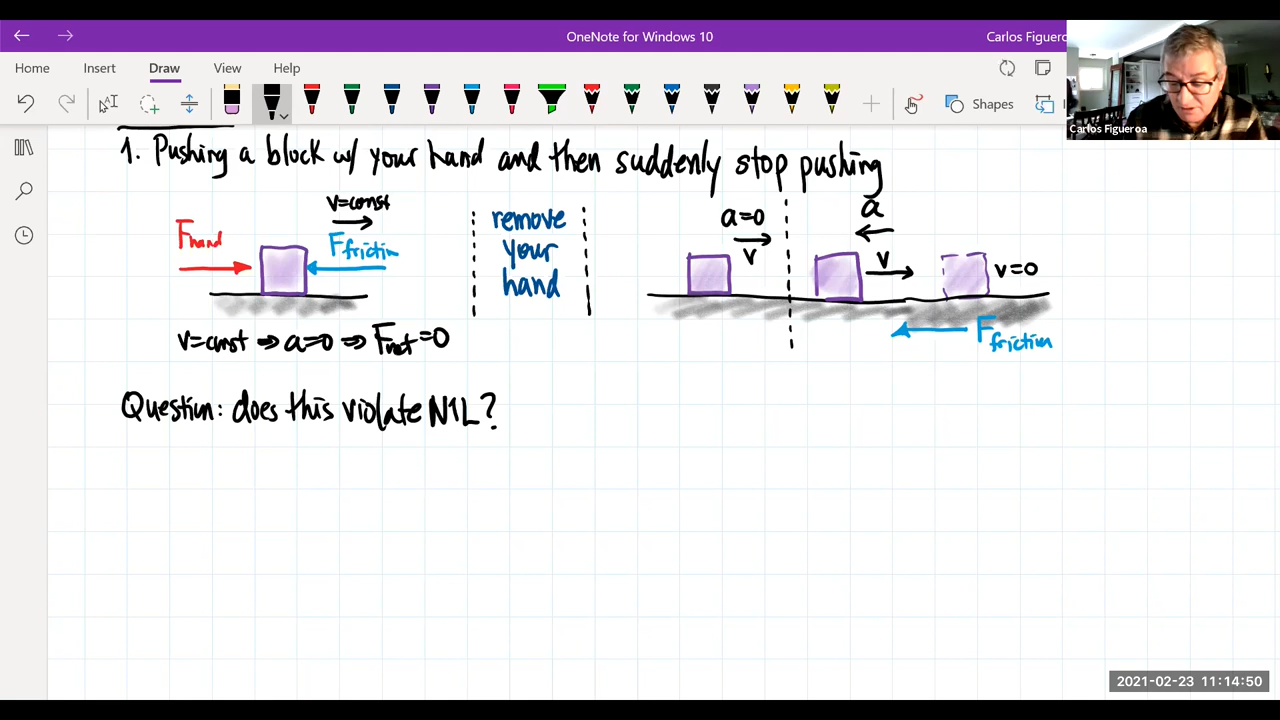 OneNote for Windows 10
Carlos Figuero
Home Insert Draw View Help
Shapes
Carlos Figueroa
1. Pushing a block w/ your hand and then suddenly stop pushing
v=const
Fhand
Ffriction
remove
your
hand
a=0
v
a
v
v=0
Ffriction
v=const ⇒ a=0 ⇒ Fnet=0
Question: does this violate N1L?
2021-02-23 11:14:50